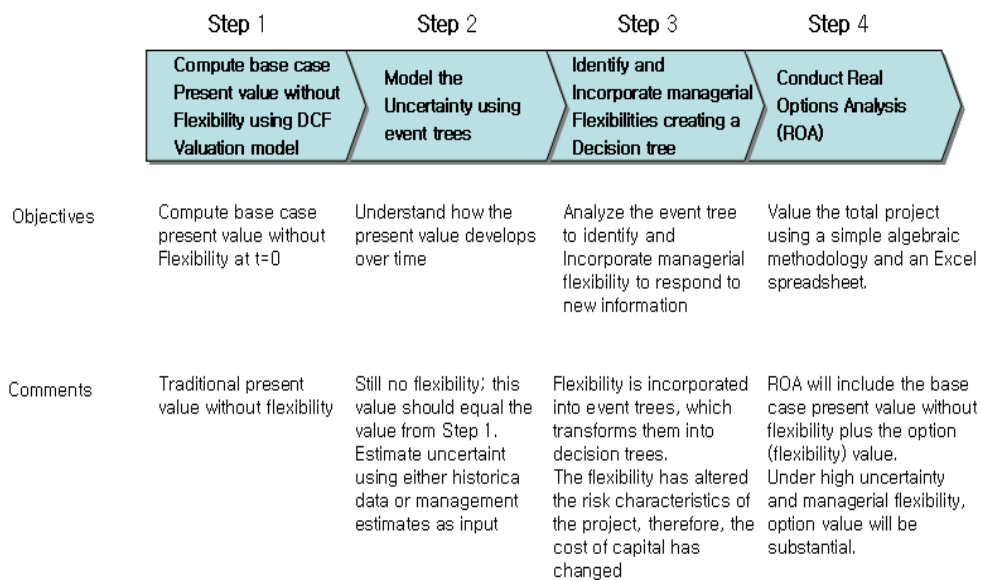 Step 1
Step 2
Step 3
Step 4
Compute base case
Present value without
Flexibility using DCF
Valuation model
Model the
Uncertainty using
event trees
Identify and
Incorporate managerial
Flexibilities creating a
Decision tree
Conduct Real
Options Analysis
(ROA)
Objectives
Compute base case
present value without
Flexibility at t=0
Understand how the
present value develops
over time
Analyze the event tree
to identify and
Incorporate managerial
flexibility to respond to
new information
Value the total project
using a simple algebraic
methodology and an Excel
spreadsheet.
Comments
Traditional present
value without flexibility
Still no flexibility; this
value should equal the
value from Step 1.
Estimate uncertaint
using either historica
data or management
estimates as input
Flexibility is incorporated
into event trees, which
transforms them into
decision trees.
The flexibility has altered
the risk characteristics of
the project, therefore, the
cost of capital has
changed
ROA will include the base
case present value without
flexibility plus the option
(flexibility) value.
Under high uncertainty
and managerial flexibility,
option value will be
substantial.